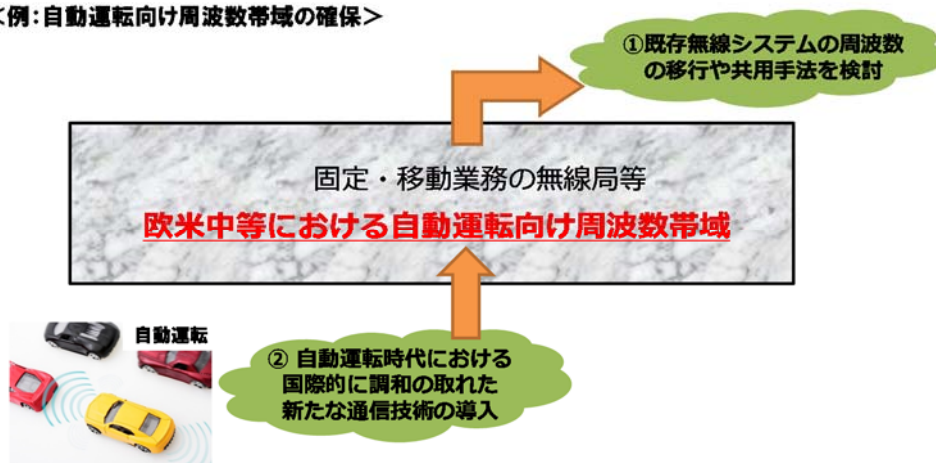 <例:自動運転向け周波数帯域の確保>
①既存無線システムの周波数
の移行や共用手法を検討
固定・移動業務の無線局等
欧米中等における自動運転向け周波数帯域
自動運転
② 自動運転時代における
国際的に調和の取れた
新たな通信技術の導入